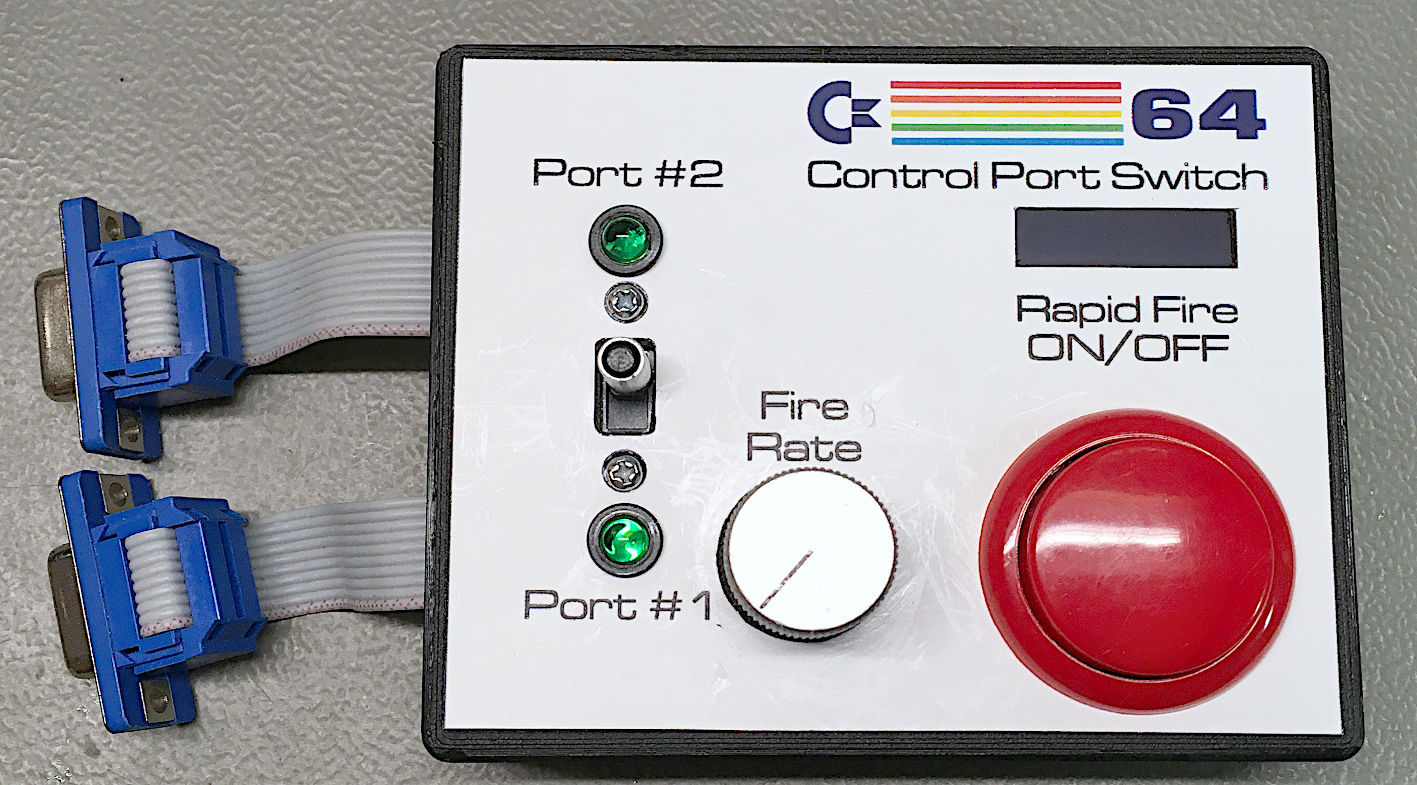 64
Control Port Switch
Port #2
Rapid Fire
ON/OFF
Fire
Rate
Port #1